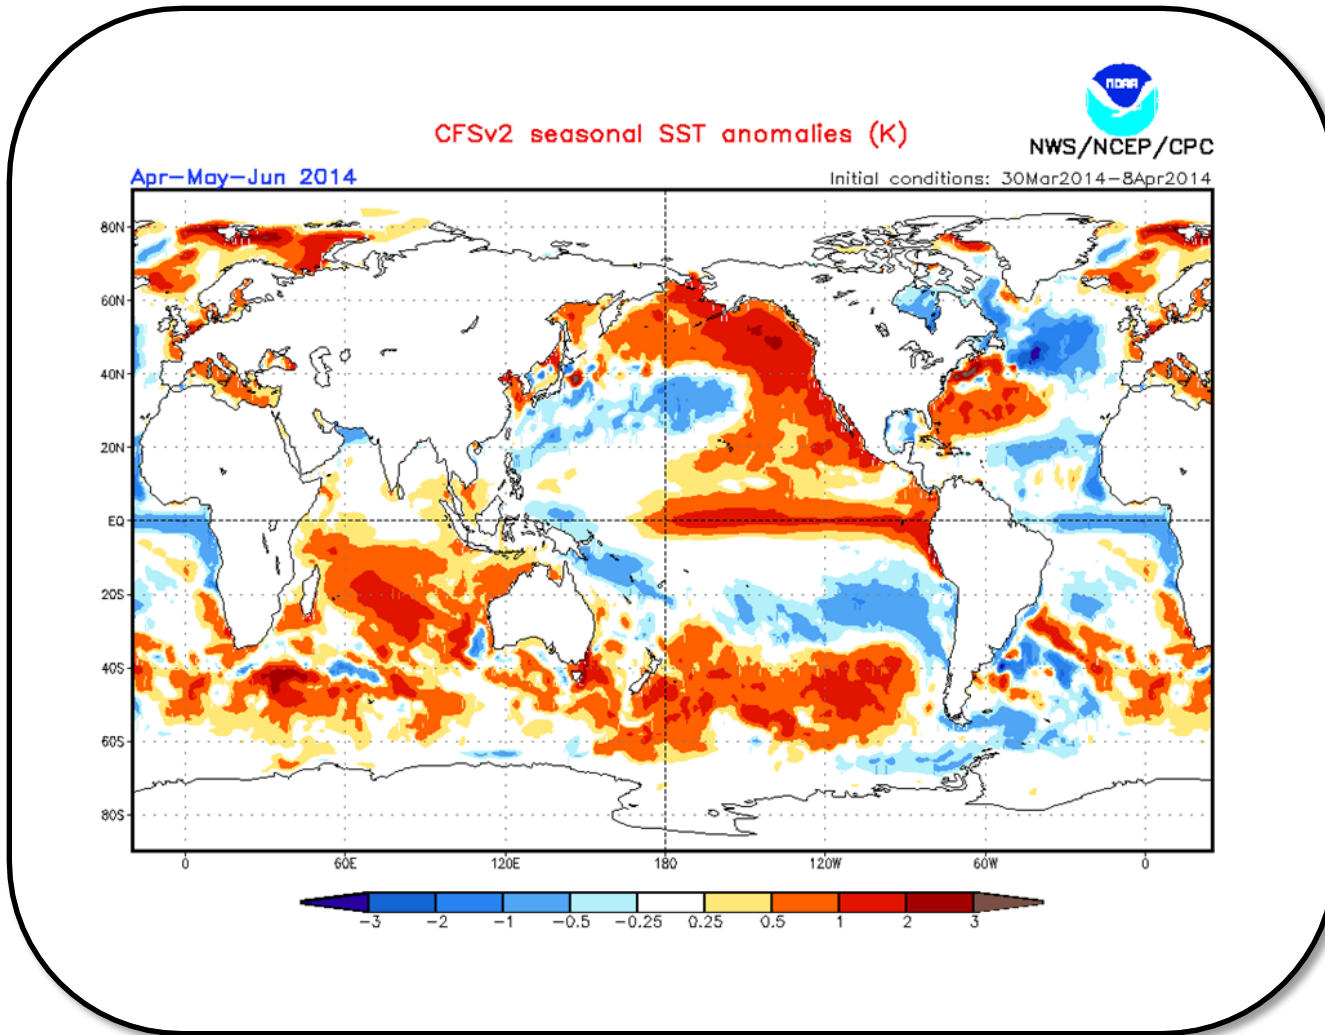 NOAA
CFSv2 seasonal SST anomalies (K)
NWS/NCEP/CPC
Apr-May-Jun 2014
Initial conditions: 30Mar2014-8Apr2014
80N
60N
40N
20N
EQ
20S
40S
60S
80S
0 60E 120E 180 120W 60W 0
-3 -2 -1 -0.5 -0.25 0.25 0.5 1 2 3